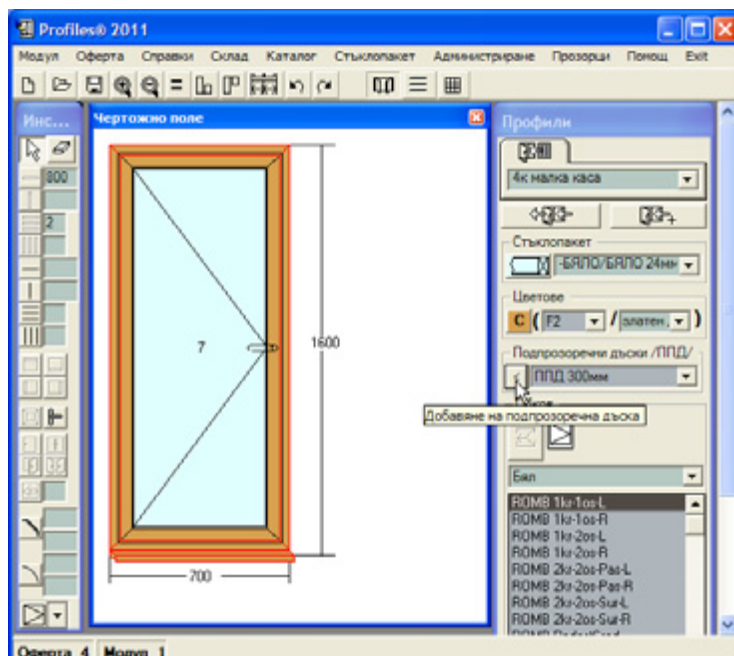 Profiles® 2011
Модул Оферта Справки Склад Каталог Стъклопакет Администриране Прозорци Помощ Exit
Инс...
800
2
Чертожно поле
7
1600
700
Профили
4к малка каса
Стъклопакет
-БЯЛО/БЯЛО 24мм
Цветове
C ( F2 / златен, )
Подпрозоречни дъски /ППД/
ППД 300мм
Добавяне на подпрозоречна дъска
Бял
ROMB 1kr-1os-L
ROMB 1kr-1os-R
ROMB 1kr-2os-L
ROMB 1kr-2os-R
ROMB 2kr-2os-Pas-L
ROMB 2kr-2os-Pas-R
ROMB 2kr-2os-Sur-L
ROMB 2kr-2os-Sur-R
Оферта 4 Модул 1